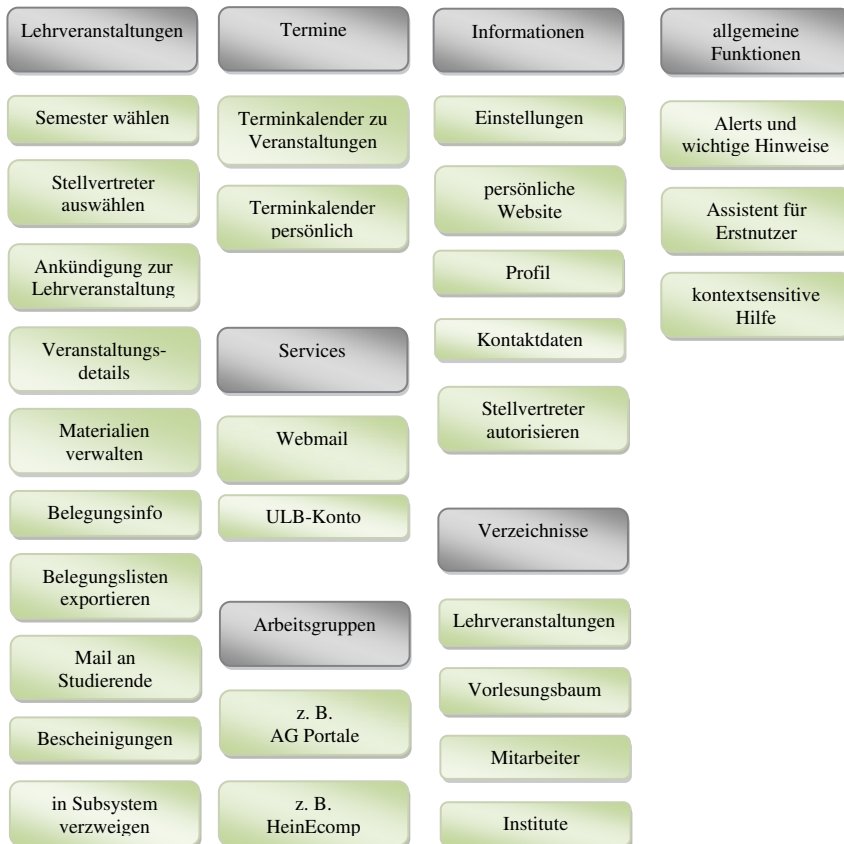 Lehrveranstaltungen
Semester wählen
Stellvertreter
auswählen
Ankündigung zur
Lehrveranstaltung
Veranstaltungs-
details
Materialien
verwalten
Belegungsinfo
Belegungslisten
exportieren
Mail an
Studierende
Bescheinigungen
in Subsystem
verzweigen
Termine
Terminkalender zu
Veranstaltungen
Terminkalender
persönlich
Services
Webmail
ULB-Konto
Arbeitsgruppen
z. B.
AG Portale
z. B.
HeinEcomp
Informationen
Einstellungen
persönliche
Website
Profil
Kontaktdaten
Stellvertreter
autorisieren
Verzeichnisse
Lehrveranstaltungen
Vorlesungsbaum
Mitarbeiter
Institute
allgemeine
Funktionen
Alerts und
wichtige Hinweise
Assistent für
Erstnutzer
kontextsensitive
Hilfe